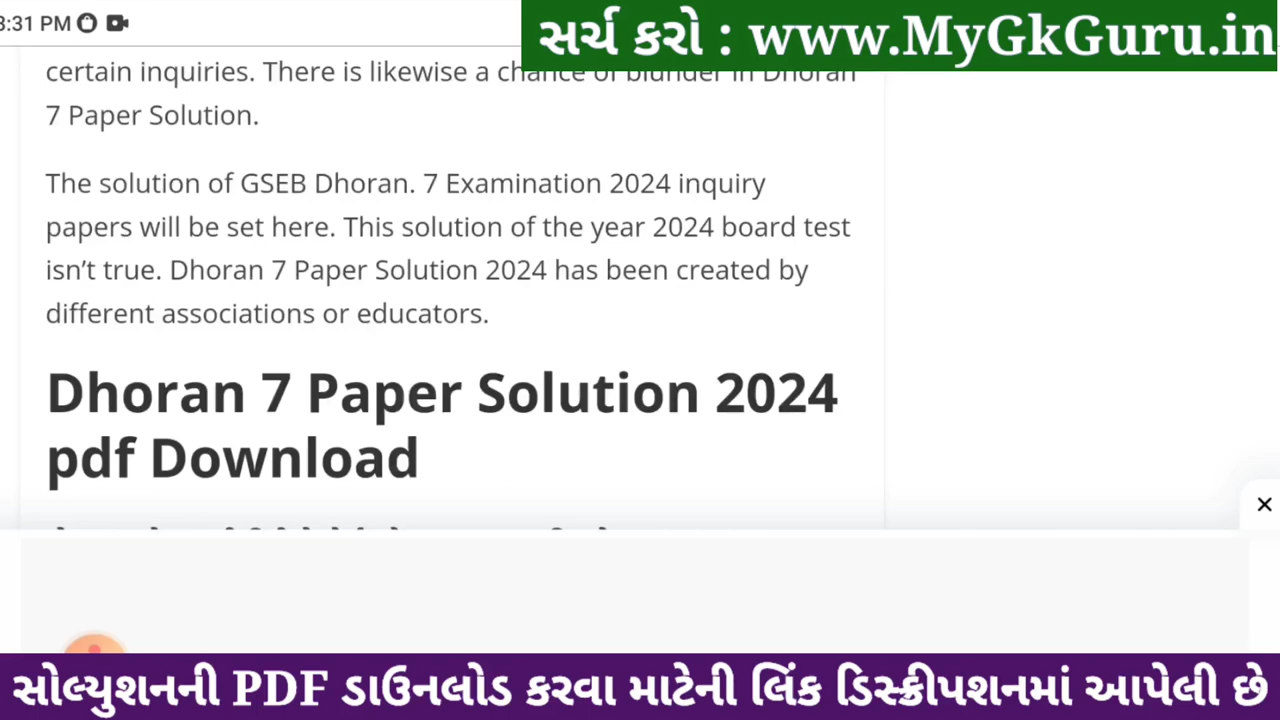 3:31 PM
સર્ચ કરો : www.MyGkGuru.in
certain inquiries. There is likewise a chance of blunder in Dhoran
7 Paper Solution.
The solution of GSEB Dhoran. 7 Examination 2024 inquiry
papers will be set here. This solution of the year 2024 board test
isn’t true. Dhoran 7 Paper Solution 2024 has been created by
different associations or educators.
Dhoran 7 Paper Solution 2024
pdf Download
સોલ્યુશનની PDF ડાઉનલોડ કરવા માટેની લિંક ડિસ્ક્રીપશનમાં આપેલી છે